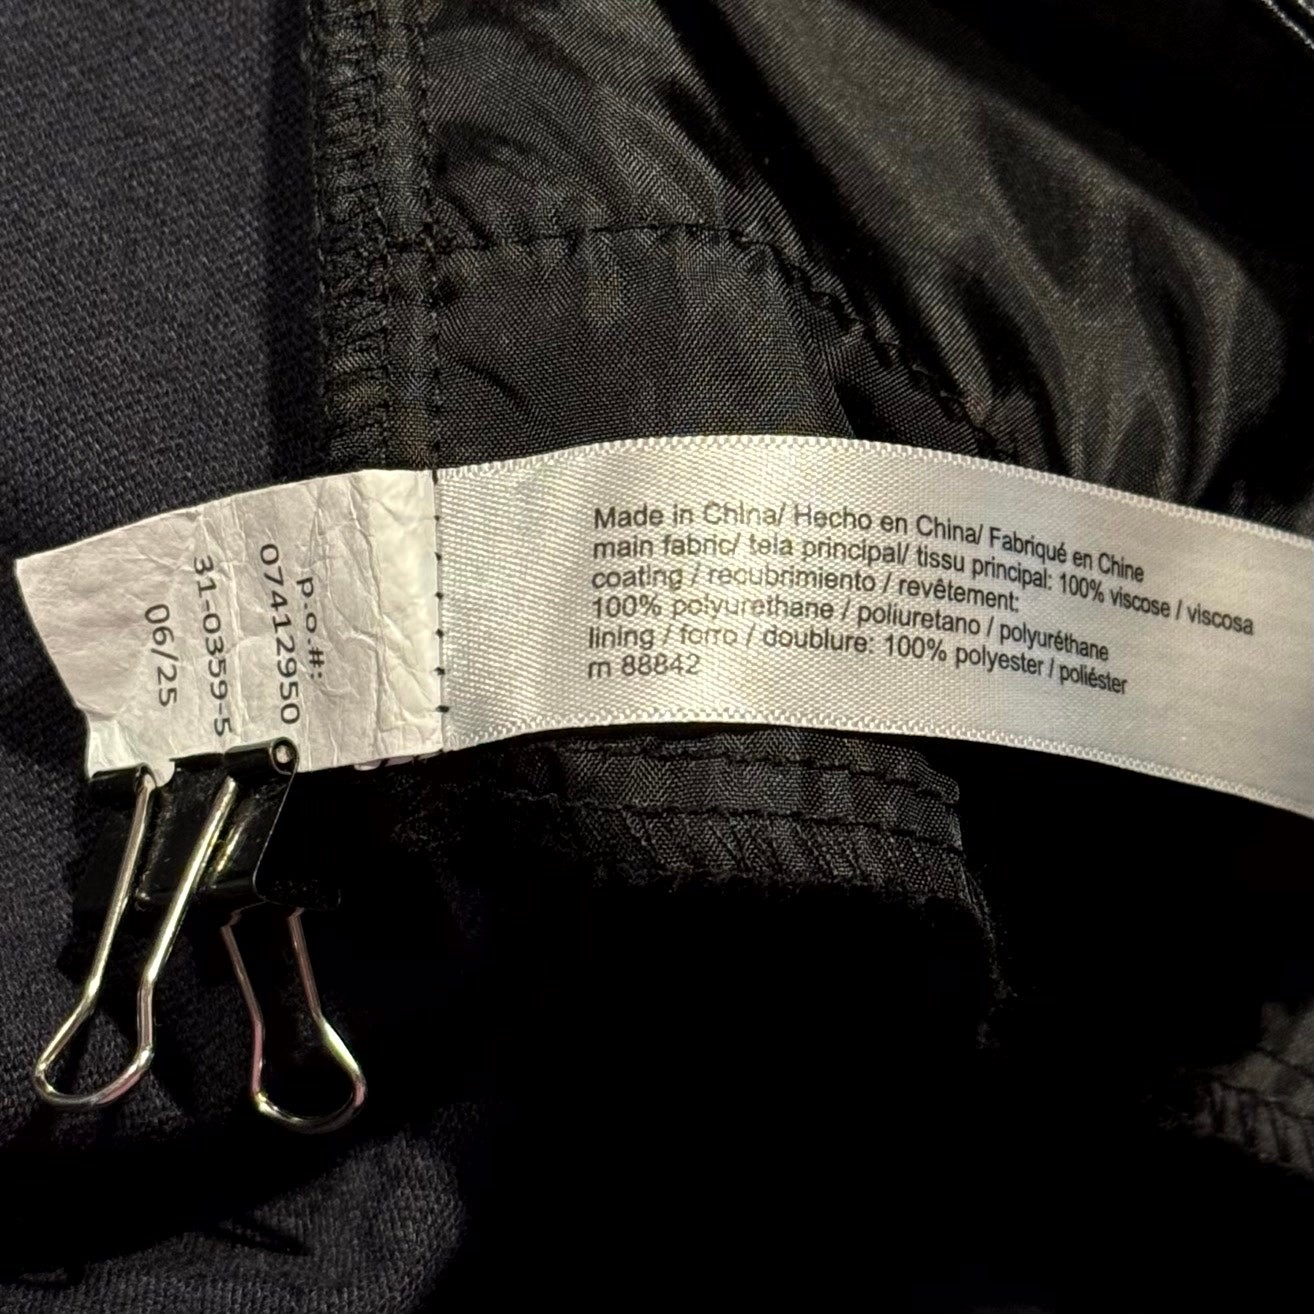 p.o.#:
07412950
31-0359-5
06/25
Made in China/ Hecho en China/ Fabriqué en Chine
main fabric/ tela principal/ tissu principal: 100% viscose / viscosa
coating / recubrimiento / revêtement:
100% polyurethane / poliuretano / polyuréthane
lining / forro / doublure: 100% polyester / poliéster
m 88842